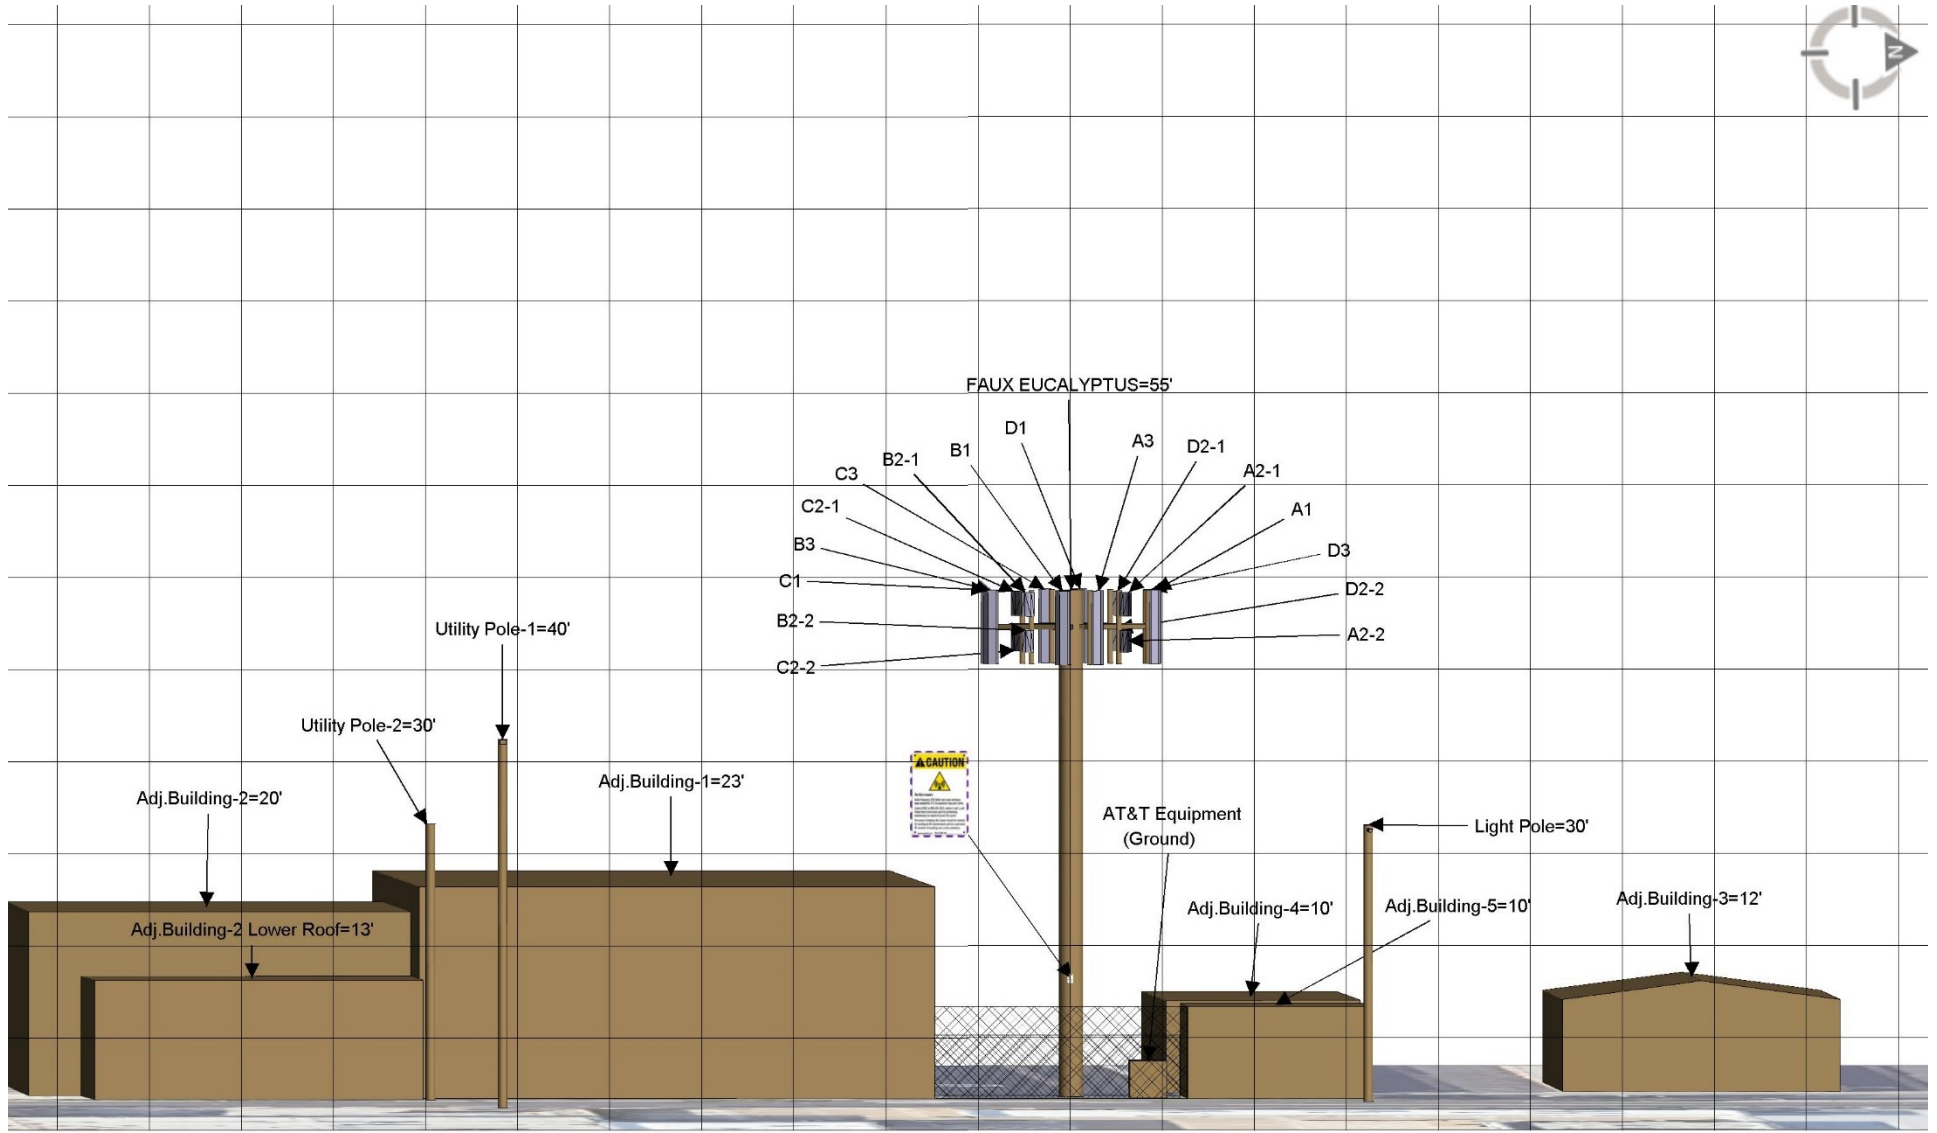 N
FAUX EUCALYPTUS=55'
D1
A3
D2-1
B1
B2-1
A2-1
C3
C2-1
A1
B3
D3
C1
D2-2
B2-2
Utility Pole-1=40'
A2-2
C2-2
Utility Pole-2=30'
CAUTION
Adj.Building-1=23'
Adj.Building-2=20'
AT&T Equipment
(Ground)
Light Pole=30'
Adj.Building-3=12'
Adj.Building-4=10'
Adj.Building-5=10'
Adj.Building-2 Lower Roof=13'